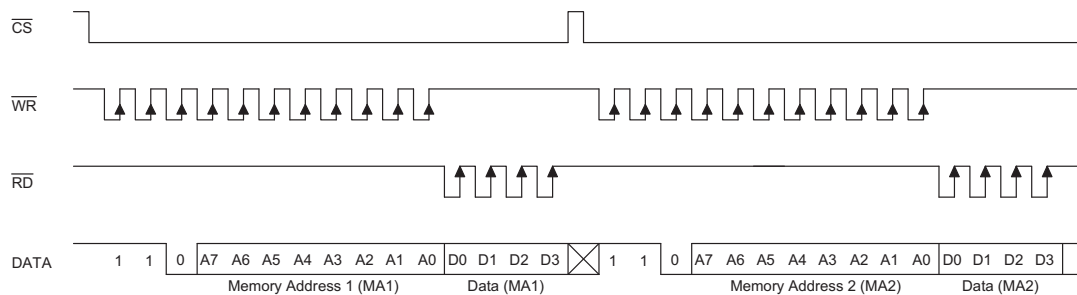 CS
WR
RD
DATA 1 1 0 A7 A6 A5 A4 A3 A2 A1 A0 D0 D1 D2 D3 1 1 0 A7 A6 A5 A4 A3 A2 A1 A0 D0 D1 D2 D3
Memory Address 1 (MA1) Data (MA1) Memory Address 2 (MA2) Data (MA2)